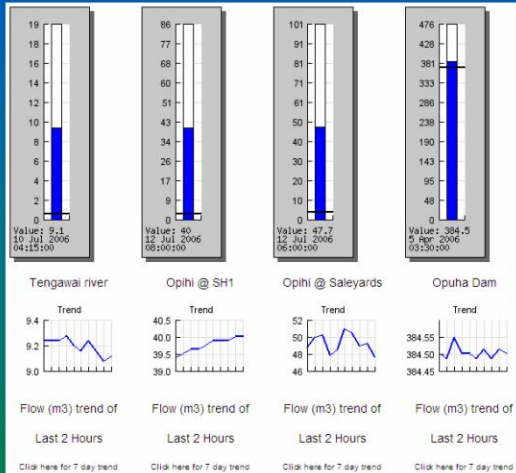 19
17
15
14
12
10
8
6
4
2
0
Value: 9.1
10 Jul 2006
04:15:00
86
77
68
60
51
43
34
26
17
9
0
Value: 40
12 Jul 2006
08:00:00
101
91
81
71
61
50
40
30
20
10
0
Value: 47.7
12 Jul 2006
06:00:00
476
428
381
333
286
238
190
143
95
48
0
Value: 384.5
5 Apr 2006
03:30:00
Tengawai river
Opihi @ SH1
Opihi @ Saleyards
Opuha Dam
Trend
9.4
9.2
9.0
Trend
40.5
40.0
39.5
39.0
Trend
52
50
48
46
Trend
384.55
384.50
384.45
Flow (m3) trend of
Last 2 Hours
Click here for 7 day trend
Flow (m3) trend of
Last 2 Hours
Click here for 7 day trend
Flow (m3) trend of
Last 2 Hours
Click here for 7 day trend
Flow (m3) trend of
Last 2 Hours
Click here for 7 day trend